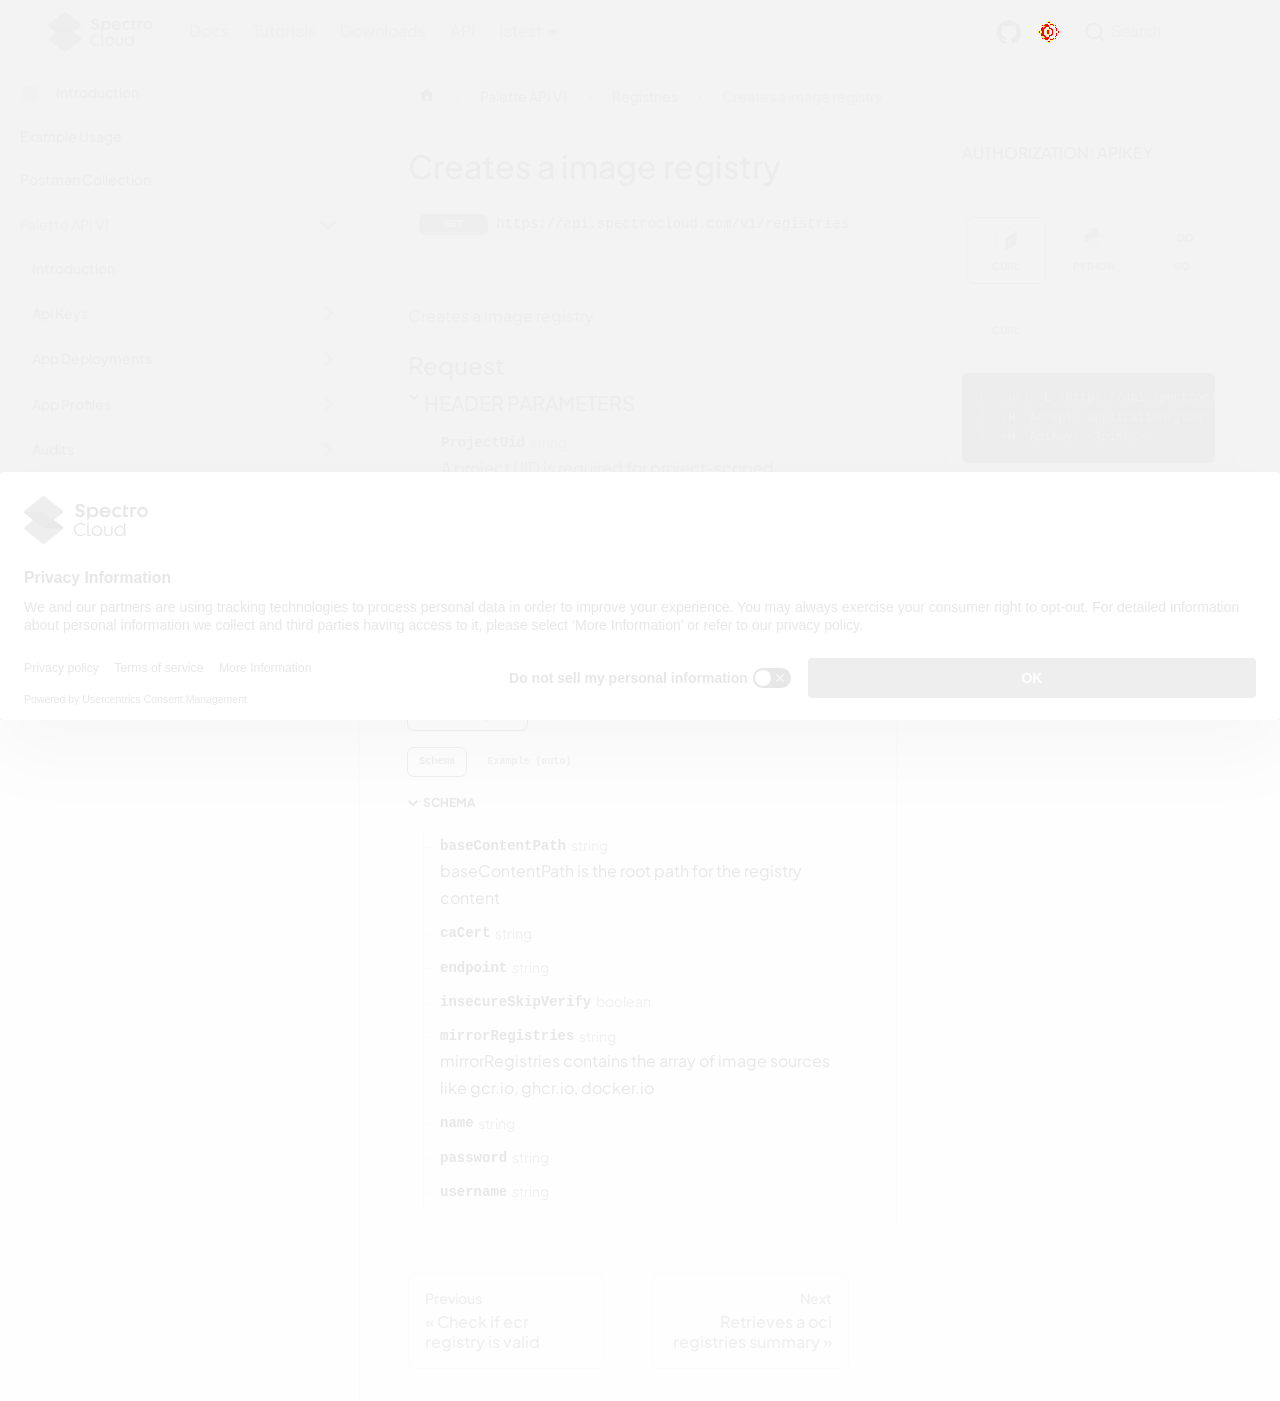 Spectro Cloud
Docs Tutorials Downloads API latest
Search
Introduction
Example Usage
Postman Collection
Palette API V1
Introduction
Api Keys
App Deployments
App Profiles
Audits
Palette API V1 Registries Creates a image registry
Creates a image registry
GET https://api.spectrocloud.com/v1/registries
Creates a image registry
Request
HEADER PARAMETERS
ProjectUid string
A project UID is required for project-scoped
AUTHORIZATION: APIKEY
CURL PYTHON GO
CURL
Spectro
Cloud
Privacy Information
We and our partners are using tracking technologies to process personal data in order to improve your experience. You may always exercise your consumer right to opt-out. For detailed information
about personal information we collect and third parties having access to it, please select 'More Information' or refer to our privacy policy.
Privacy policy Terms of service More Information
Powered by Usercentrics Consent Management
Do not sell my personal information
OK
Schema Example (auto)
SCHEMA
baseContentPath string
baseContentPath is the root path for the registry
content
caCert string
endpoint string
insecureSkipVerify boolean
mirrorRegistries string
mirrorRegistries contains the array of image sources
like gcr.io, ghcr.io, docker.io
name string
password string
username string
Previous
« Check if ecr
registry is valid
Next
Retrieves a oci
registries summary »